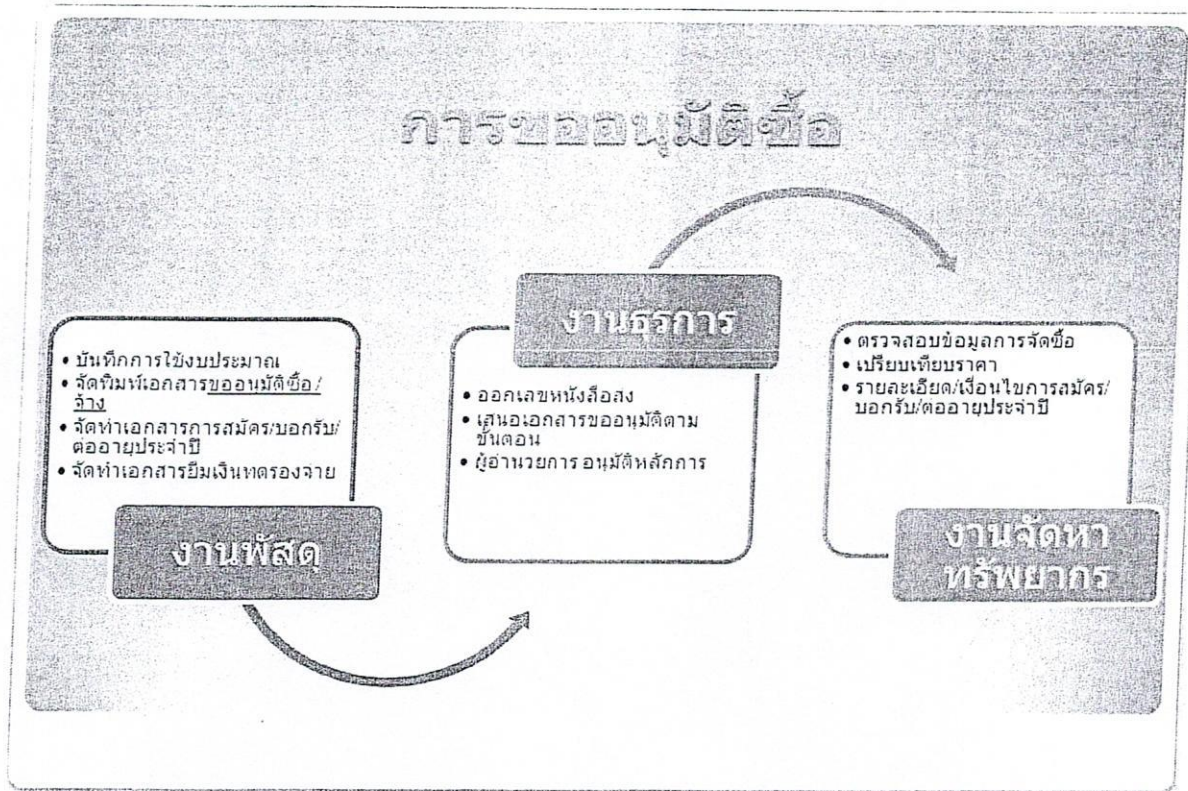 การขออนุมัติซื้อ
• บันทึกการใช้งบประมาณ
• จัดพิมพ์เอกสารขออนุมัติซื้อ/
จ้าง
• จัดทำเอกสารการสมัคร/บอกรับ/
ต่ออายุประจำปี
• จัดทำเอกสารยืมเงินทดรองจ่าย
งานพัสดุ
งานธุรการ
• ออกเลขหนังสือส่ง
• เสนอเอกสารขออนุมัติตาม
ขั้นตอน
• ผู้อำนวยการ อนุมัติหลักการ
• ตรวจสอบข้อมูลการจัดซื้อ
• เปรียบเทียบราคา
• รายละเอียด/เงื่อนไขการสมัคร/
บอกรับ/ต่ออายุประจำปี
งานจัดหา
ทรัพยากร